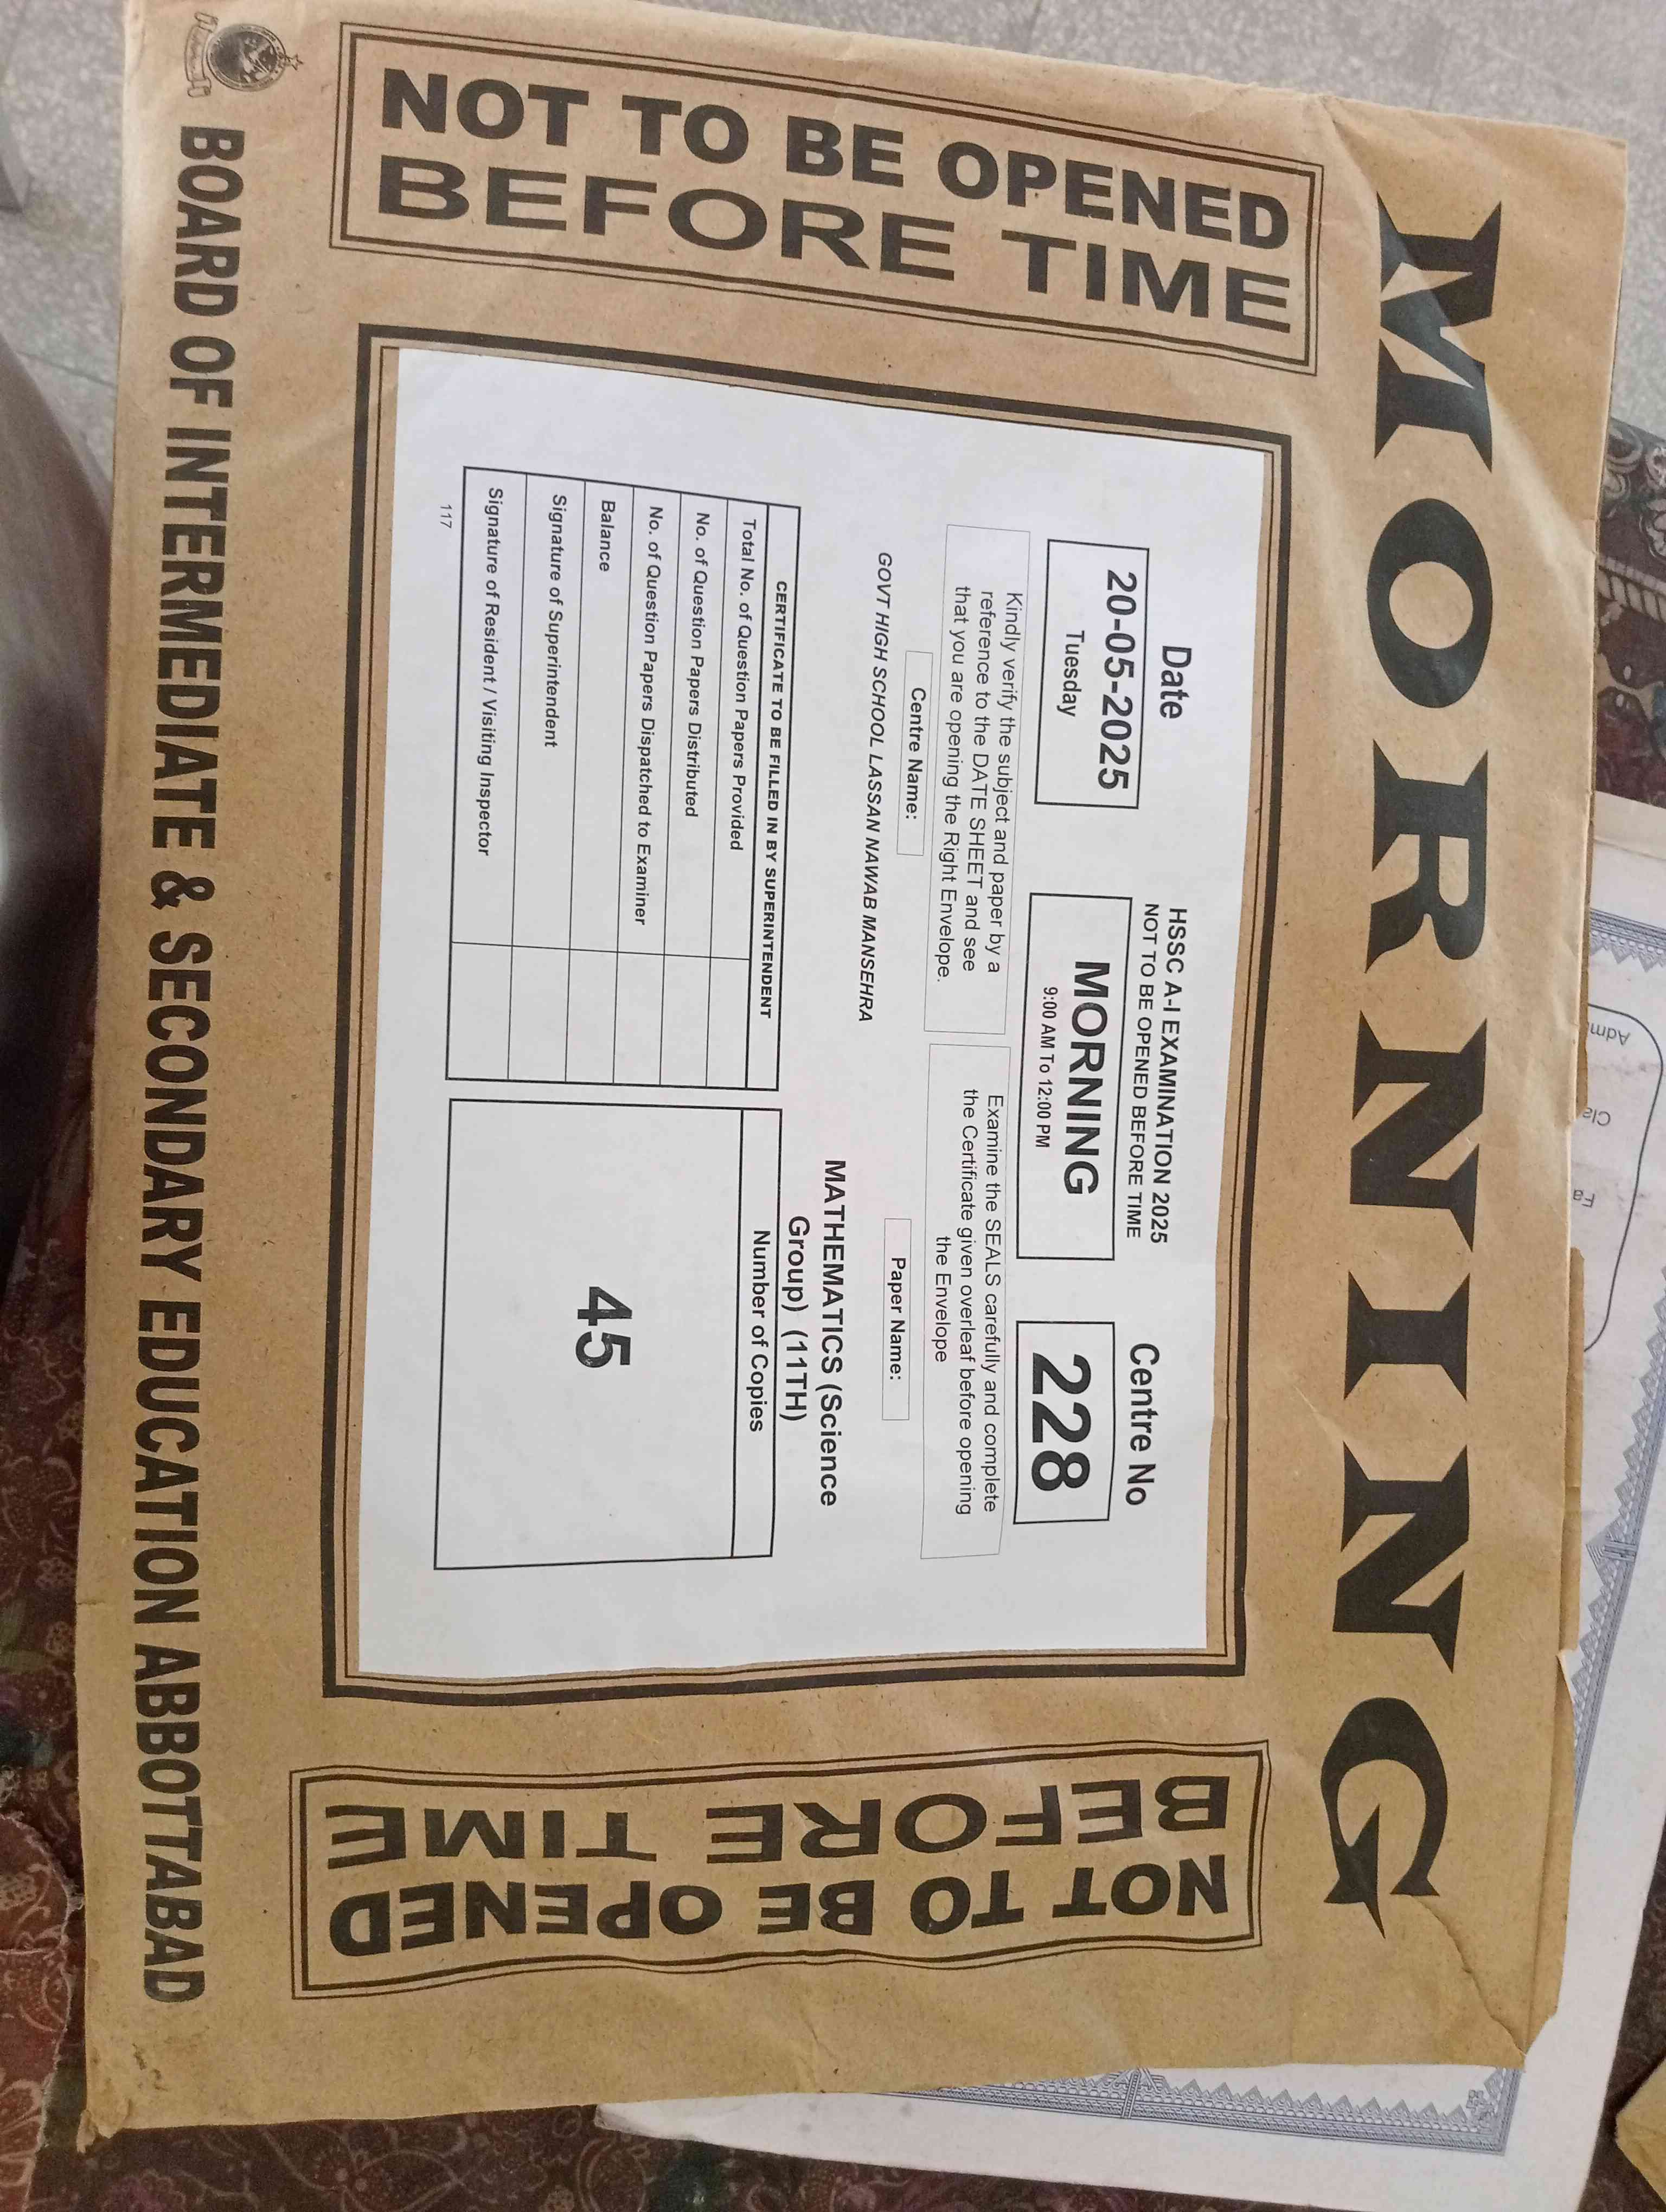 MORNING
NOT TO BE OPENED
BEFORE TIME
Date
20-05-2025
Tuesday
HSSC A-I EXAMINATION 2025
NOT TO BE OPENED BEFORE TIME
MORNING
9:00 AM To 12:00 PM
Centre No
228
Kindly verify the subject and paper by a
reference to the DATE SHEET and see
that you are opening the Right Envelope.
Examine the SEALS carefully and complete
the Certificate given overleaf before opening
the Envelope
Centre Name:
GOVT HIGH SCHOOL LASSAN NAWAB MANSEHRA
Paper Name:
MATHEMATICS (Science
Group) (11TH)
CERTIFICATE TO BE FILLED IN BY SUPERINTENDENT
Total No. of Question Papers Provided
No. of Question Papers Distributed
No. of Question Papers Dispatched to Examiner
Balance
Signature of Superintendent
Signature of Resident / Visiting Inspector
117
Number of Copies
45
NOT TO BE OPENED
BEFORE TIME
BOARD OF INTERMEDIATE & SECONDARY EDUCATION ABBOTTABAD